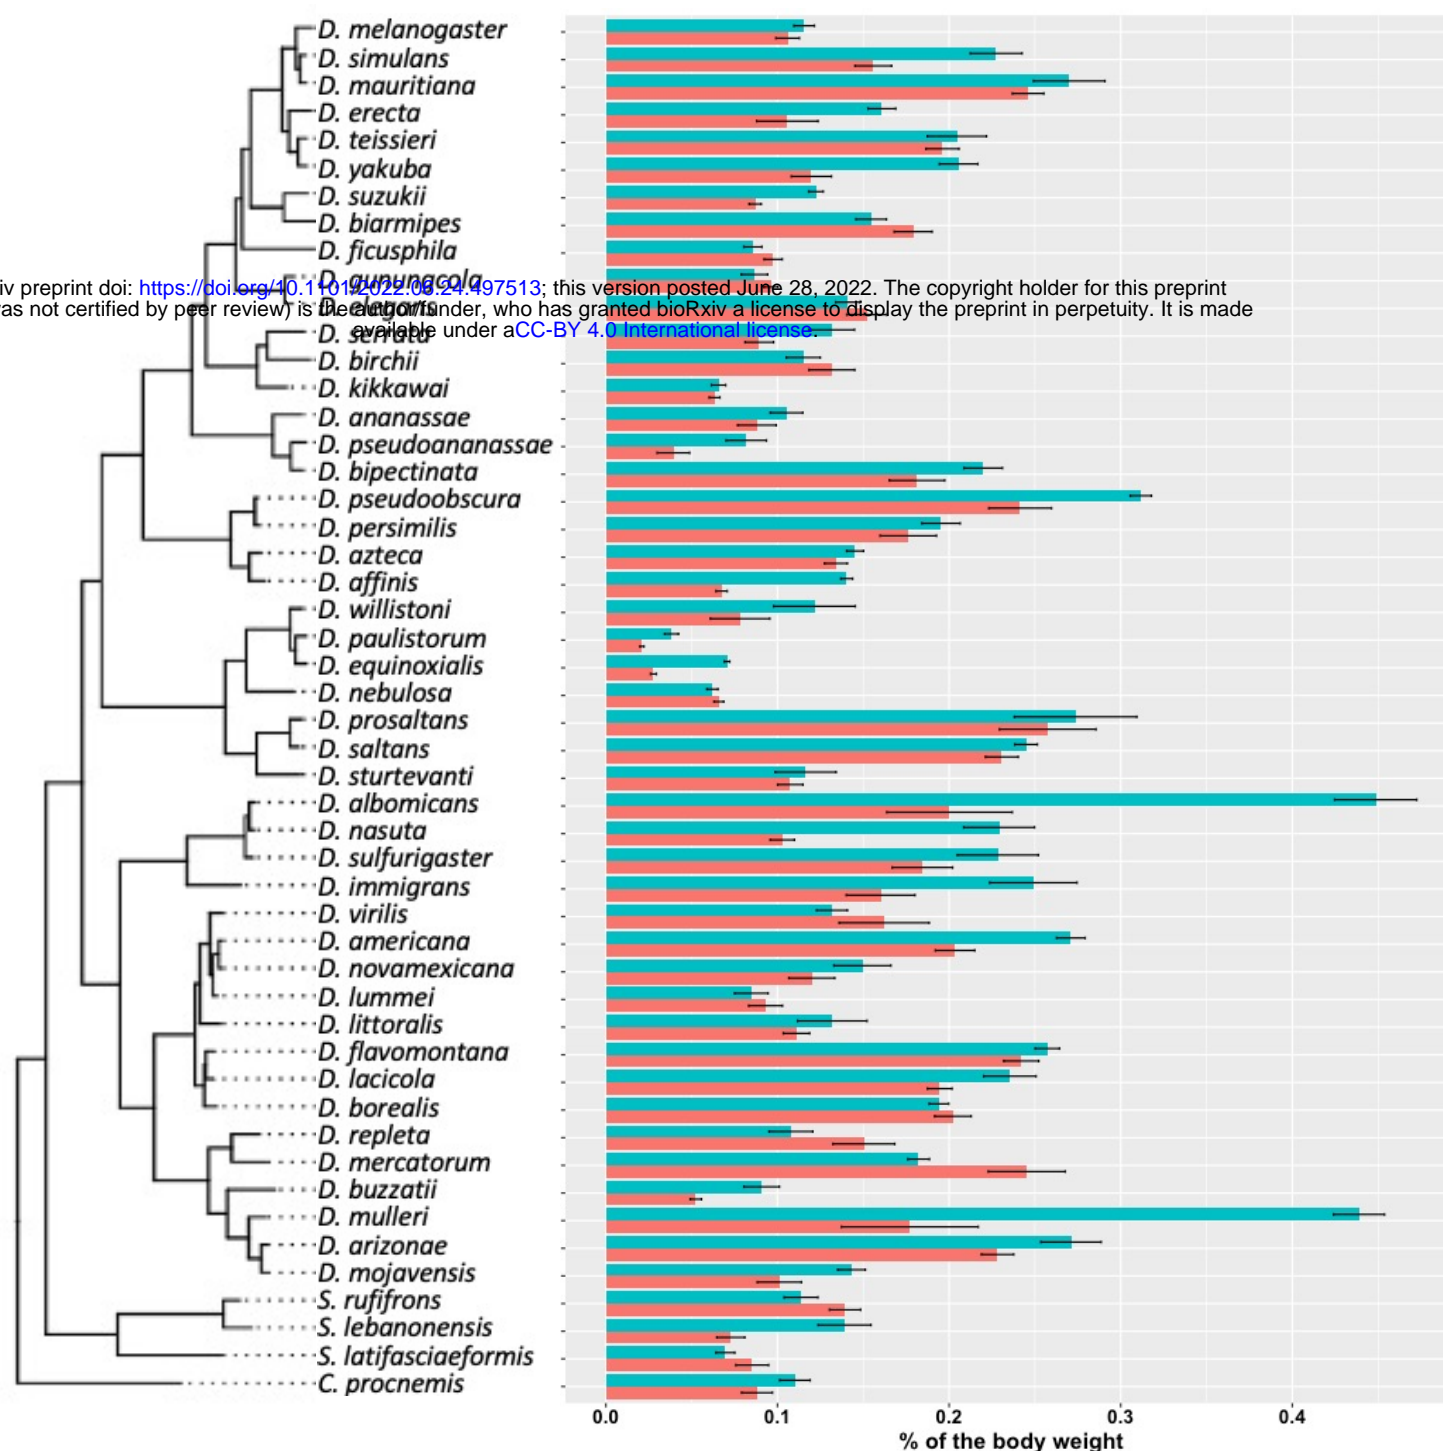 D. melanogaster
D. simulans
D. mauritiana
D. erecta
D. teissieri
D. yakuba
D. suzukii
D. biarmipes
D. ficusphila
D. gunungcola
iv preprint doi: https://doi.org/10.1101/2022.06.24.497513; this version posted June 28, 2022. The copyright holder for this preprint
D. elegans
as not certified by peer review) is the author/funder, who has granted bioRxiv a license to display the preprint in perpetuity. It is made
available under aCC-BY 4.0 International license.
D. serrata
D. birchii
D. kikkawai
D. ananassae
D. pseudoananassae
D. bipectinata
D. pseudoobscura
D. persimilis
D. azteca
D. affinis
D. willistoni
D. paulistorum
D. equinoxialis
D. nebulosa
D. prosaltans
D. saltans
D. sturtevanti
D. albomicans
D. nasuta
D. sulfurigaster
D. immigrans
D. virilis
D. americana
D. novamexicana
D. lummei
D. littoralis
D. flavomontana
D. lacicola
D. borealis
D. repleta
D. mercatorum
D. buzzatii
D. mulleri
D. arizonae
D. mojavensis
S. rufifrons
S. lebanonensis
S. latifasciaeformis
C. procnemis
0.0 0.1 0.2 0.3 0.4
% of the body weight